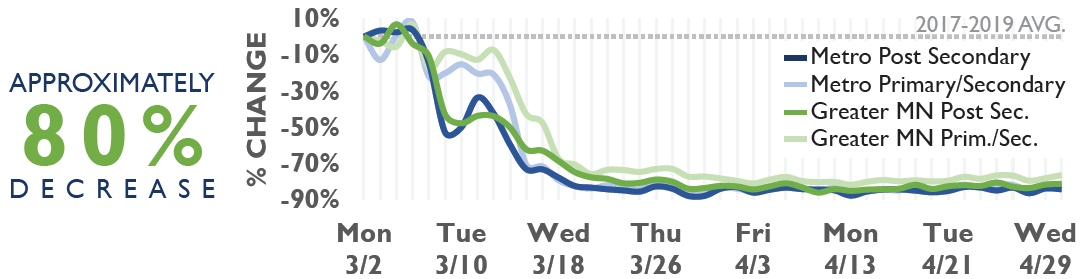 APPROXIMATELY
80%
DECREASE
% CHANGE
10%
-10%
-30%
-50%
-70%
-90%
2017-2019 AVG.
Metro Post Secondary
Metro Primary/Secondary
Greater MN Post Sec.
Greater MN Prim./Sec.
Mon Tue Wed Thu Fri Mon Tue Wed
3/2 3/10 3/18 3/26 4/3 4/13 4/21 4/29